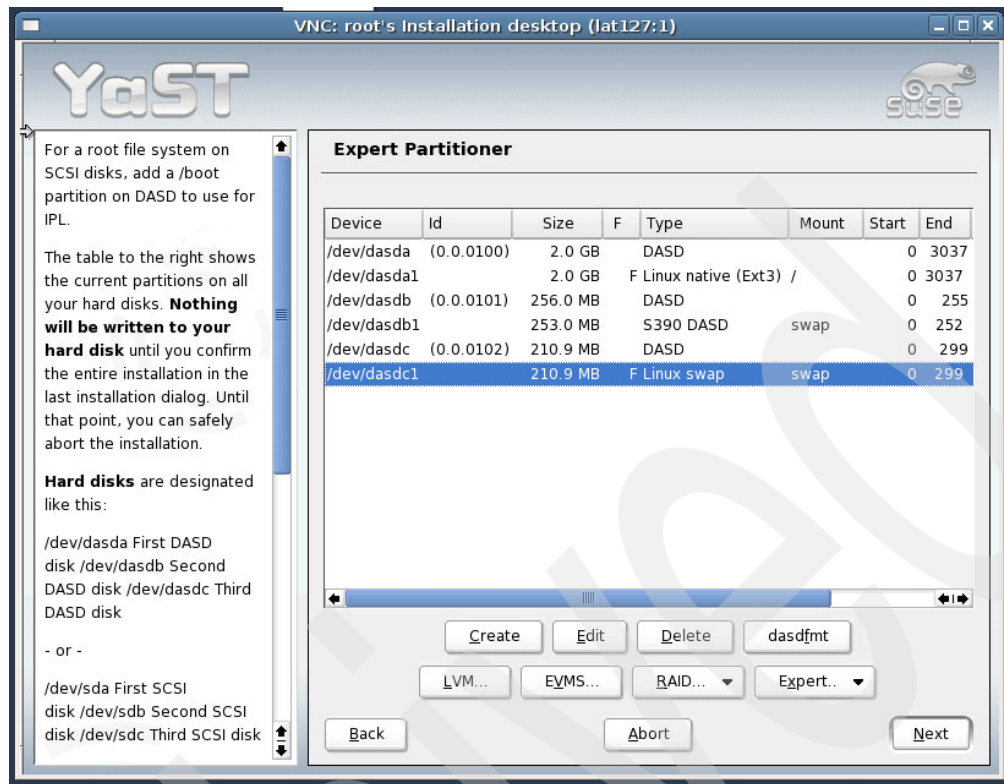 VNC: root's Installation desktop (lat127:1)
YaST
SUSE
For a root file system on
SCSI disks, add a /boot
partition on DASD to use for
IPL.
The table to the right shows
the current partitions on all
your hard disks. Nothing
will be written to your
hard disk until you confirm
the entire installation in the
last installation dialog. Until
that point, you can safely
abort the installation.
Hard disks are designated
like this:
/dev/dasda First DASD
disk /dev/dasdb Second
DASD disk /dev/dasdc Third
DASD disk
- or -
/dev/sda First SCSI
disk /dev/sdb Second SCSI
disk /dev/sdc Third SCSI disk
Expert Partitioner
Device Id Size F Type Mount Start End
/dev/dasda (0.0.0100) 2.0 GB DASD 0 3037
/dev/dasda1 2.0 GB F Linux native (Ext3) / 0 3037
/dev/dasdb (0.0.0101) 256.0 MB DASD 0 255
/dev/dasdb1 253.0 MB S390 DASD swap 0 252
/dev/dasdc (0.0.0102) 210.9 MB DASD 0 299
/dev/dasdc1 210.9 MB F Linux swap swap 0 299
Create Edit Delete dasdfmt
LVM... EVMS... RAID... Expert..
Back Abort Next